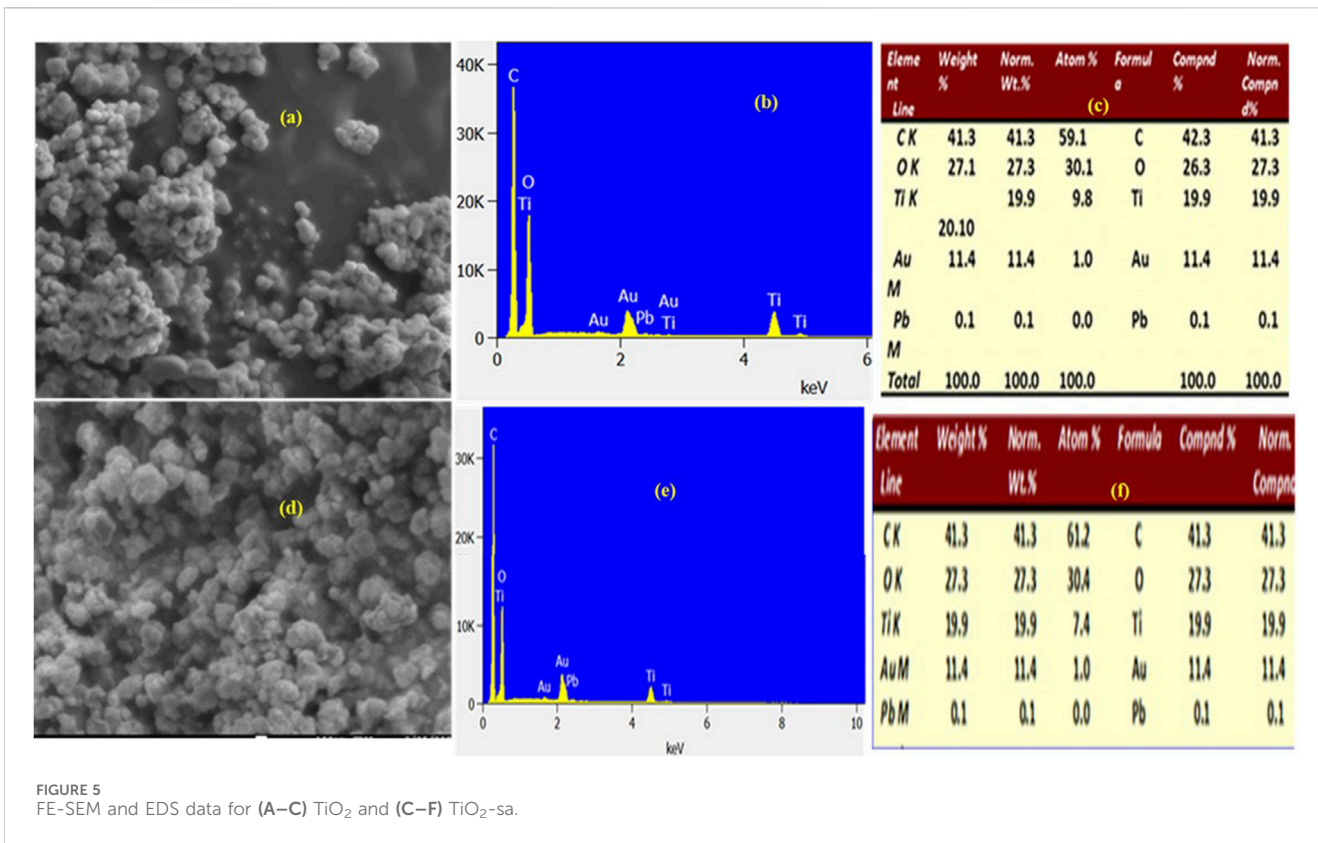 (a)
40K
30K
20K
10K
0
C
O
Ti
Au
Au
Pb
Au
Ti
Ti
Ti
(b)
0 2 4 6
keV
Eleme nt Line Weight % Norm. Wt.% Atom % Formul a Compnd % Norm. Compn d%
(c)
C K 41.3 41.3 59.1 C 42.3 41.3
O K 27.1 27.3 30.1 O 26.3 27.3
Ti K 19.9 9.8 Ti 19.9 19.9
20.10
Au 11.4 11.4 1.0 Au 11.4 11.4
M
Pb 0.1 0.1 0.0 Pb 0.1 0.1
M
Total 100.0 100.0 100.0 100.0 100.0
(d)
30K
20K
10K
0
C
O
Ti
Au
Au
Pb
Ti
Ti
(e)
0 2 4 6 8 10
keV
Element Weight % Norm. Atom % Formula Compnd % Norm.
Line Wt.% (f) Compnd
C K 41.3 41.3 61.2 C 41.3 41.3
O K 27.3 27.3 30.4 O 27.3 27.3
Ti K 19.9 19.9 7.4 Ti 19.9 19.9
Au M 11.4 11.4 1.0 Au 11.4 11.4
Pb M 0.1 0.1 0.0 Pb 0.1 0.1
FIGURE 5
FE-SEM and EDS data for (A–C) TiO₂ and (C–F) TiO₂-sa.